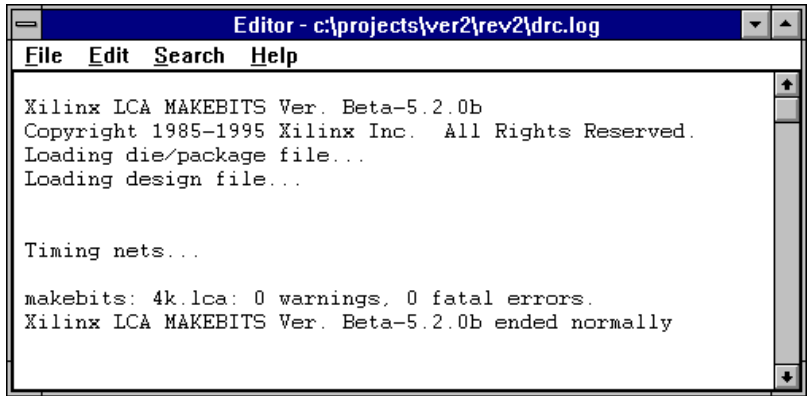 Editor - c:\projects\ver2\rev2\drc.log
File Edit Search Help
Xilinx LCA MAKEBITS Ver. Beta-5.2.0b
Copyright 1985-1995 Xilinx Inc.  All Rights Reserved.
Loading die/package file...
Loading design file...
Timing nets...
makebits: 4k.lca: 0 warnings, 0 fatal errors.
Xilinx LCA MAKEBITS Ver. Beta-5.2.0b ended normally